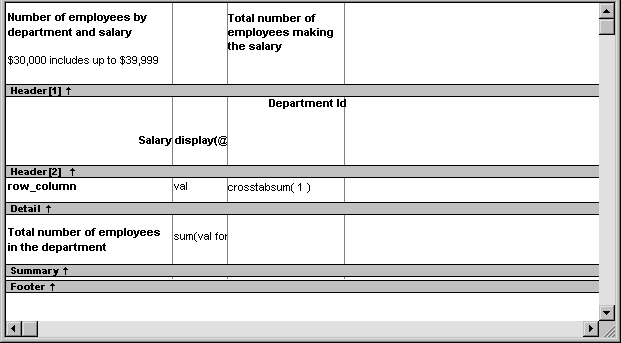 Number of employees by
department and salary
Total number of
employees making
the salary
$30,000 includes up to $39,999
Header[1] ↑
Department Id
Salary display(@
Header[2] ↑
row_column val crosstabsum( 1 )
Detail ↑
Total number of employees
in the department
sum(val for
Summary ↑
Footer ↑